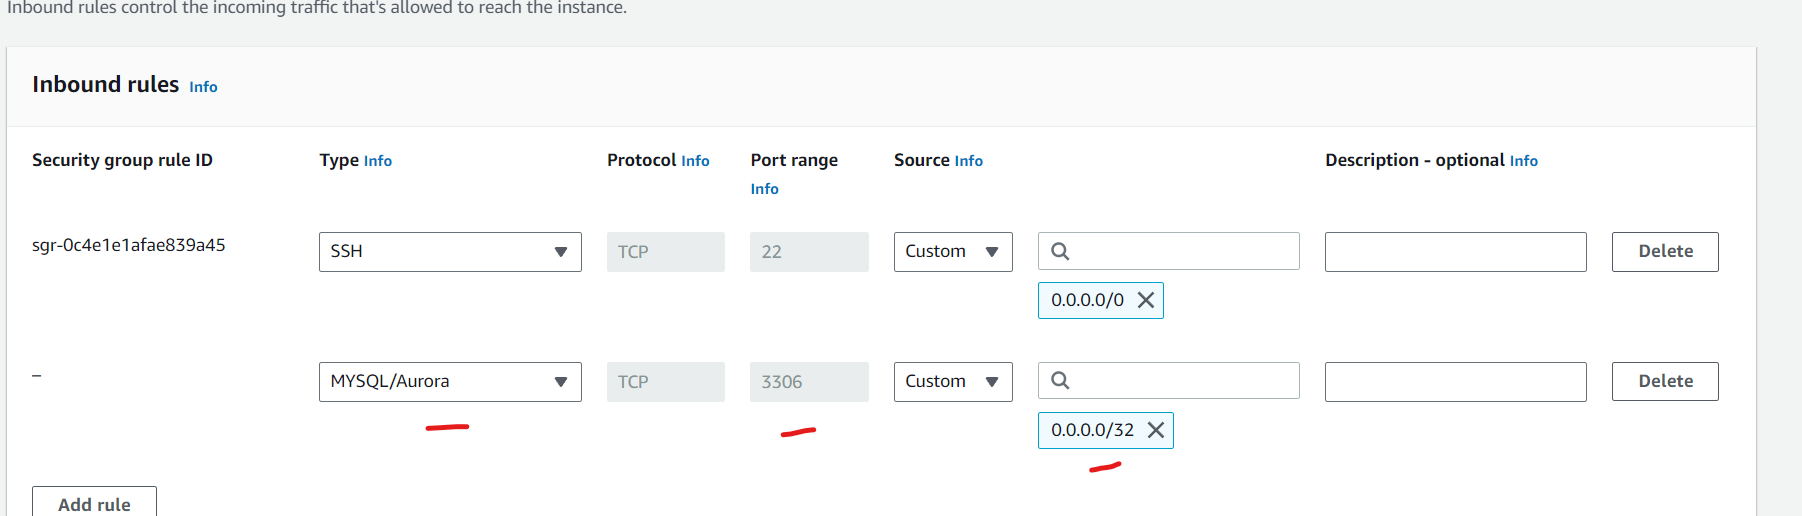 Inbound rules control the incoming traffic that's allowed to reach the instance.
Inbound rules Info
Security group rule ID Type Info Protocol Info Port range Info Source Info Description - optional Info
sgr-0c4e1e1afae839a45 SSH TCP 22 Custom Delete
0.0.0.0/0
– MYSQL/Aurora TCP 3306 Custom Delete
0.0.0.0/32
Add rule